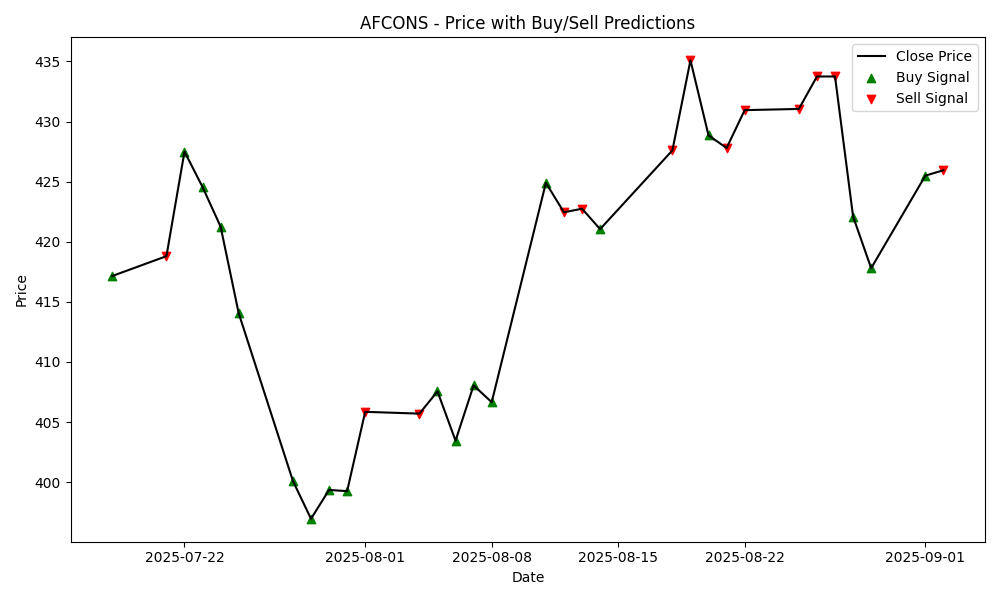 AFCONS - Price with Buy/Sell Predictions
Close Price
Buy Signal
Sell Signal
Price
435
430
425
420
415
410
405
400
2025-07-22
2025-08-01
2025-08-08
2025-08-15
2025-08-22
2025-09-01
Date